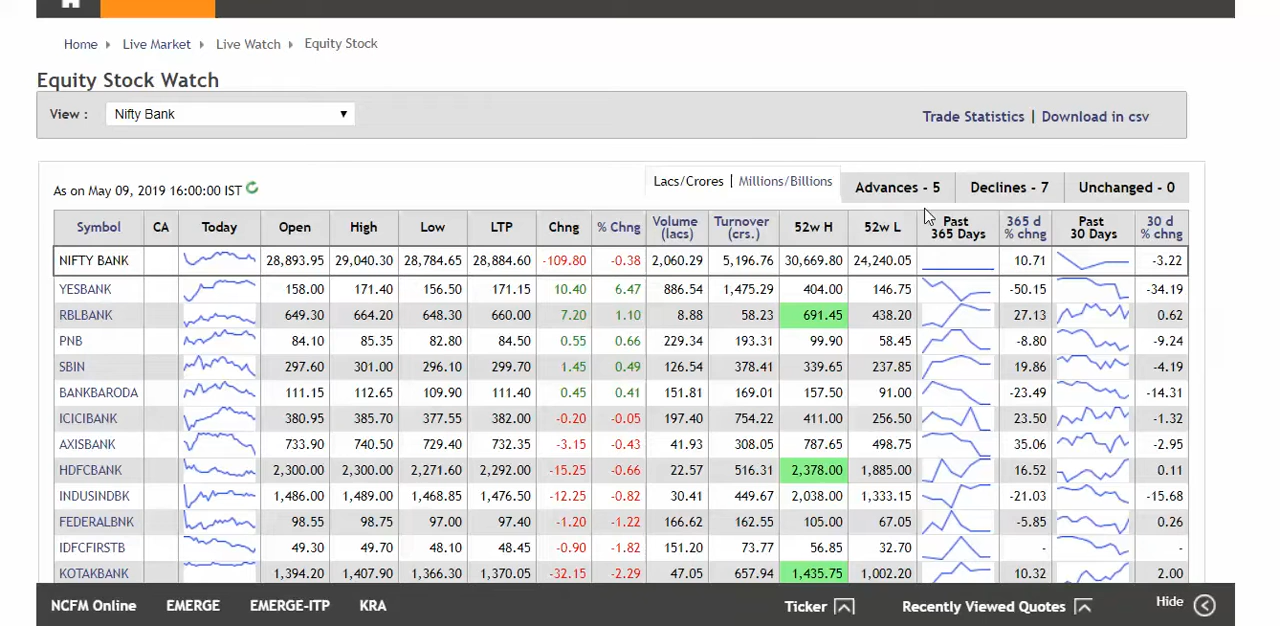 Home Live Market Live Watch Equity Stock
Equity Stock Watch
View : Nifty Bank Trade Statistics | Download in csv
As on May 09, 2019 16:00:00 IST Lacs/Crores | Millions/Billions Advances - 5 Declines - 7 Unchanged - 0
Symbol CA Today Open High Low LTP Chng % Chng Volume (lacs) Turnover (crs.) 52w H 52w L Past 365 Days 365 d % chng Past 30 Days 30 d % chng
NIFTY BANK 28,893.95 29,040.30 28,784.65 28,884.60 -109.80 -0.38 2,060.29 5,196.76 30,669.80 24,240.05 10.71 -3.22
YESBANK 158.00 171.40 156.50 171.15 10.40 6.47 886.54 1,475.29 404.00 146.75 -50.15 -34.19
RBLBANK 649.30 664.20 648.30 660.00 7.20 1.10 8.88 58.23 691.45 438.20 27.13 0.62
PNB 84.10 85.35 82.80 84.50 0.55 0.66 229.34 193.31 99.90 58.45 -8.80 -9.24
SBIN 297.60 301.00 296.10 299.70 1.45 0.49 126.54 378.41 339.65 237.85 19.86 -4.19
BANKBARODA 111.15 112.65 109.90 111.40 0.45 0.41 151.81 169.01 157.50 91.00 -23.49 -14.31
ICICIBANK 380.95 385.70 377.55 382.00 -0.20 -0.05 197.40 754.22 411.00 256.50 23.50 -1.32
AXISBANK 733.90 740.50 729.40 732.35 -3.15 -0.43 41.93 308.05 787.65 498.75 35.06 -2.95
HDFCBANK 2,300.00 2,300.00 2,271.60 2,292.00 -15.25 -0.66 22.57 516.31 2,378.00 1,885.00 16.52 0.11
INDUSINDBK 1,486.00 1,489.00 1,468.85 1,476.50 -12.25 -0.82 30.41 449.67 2,038.00 1,333.15 -21.03 -15.68
FEDERALBNK 98.55 98.75 97.00 97.40 -1.20 -1.22 166.62 162.55 105.00 67.05 -5.85 0.26
IDFCFIRSTB 49.30 49.70 48.10 48.45 -0.90 -1.82 151.20 73.77 56.85 32.70 - -
KOTAKBANK 1,394.20 1,407.90 1,366.30 1,370.05 -32.15 -2.29 47.05 657.94 1,435.75 1,002.20 10.32 2.00
NCFM Online EMERGE EMERGE-ITP KRA Ticker Recently Viewed Quotes Hide